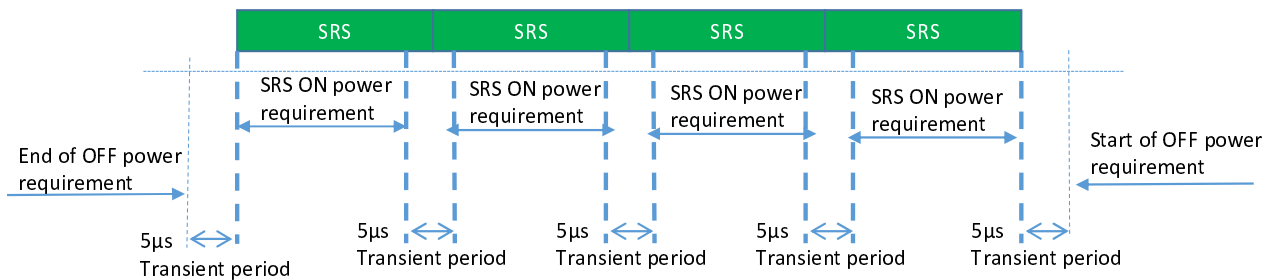 SRS SRS SRS SRS
SRS ON power
requirement
SRS ON power
requirement
SRS ON power
requirement
SRS ON power
requirement
End of OFF power
requirement
Start of OFF power
requirement
5µs
Transient period
5µs
Transient period
5µs
Transient period
5µs
Transient period
5µs
Transient period